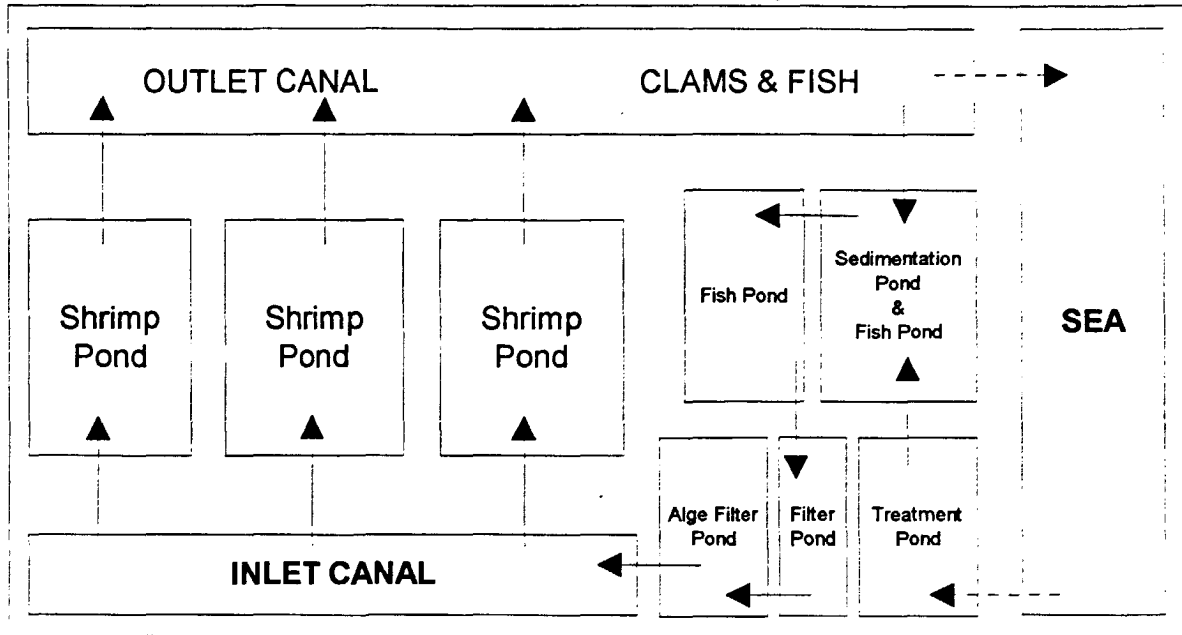 OUTLET CANAL
CLAMS & FISH
Shrimp
Pond
Shrimp
Pond
Shrimp
Pond
Fish Pond
Sedimentation
Pond
&
Fish Pond
SEA
Alge Filter
Pond
Filter
Pond
Treatment
Pond
INLET CANAL